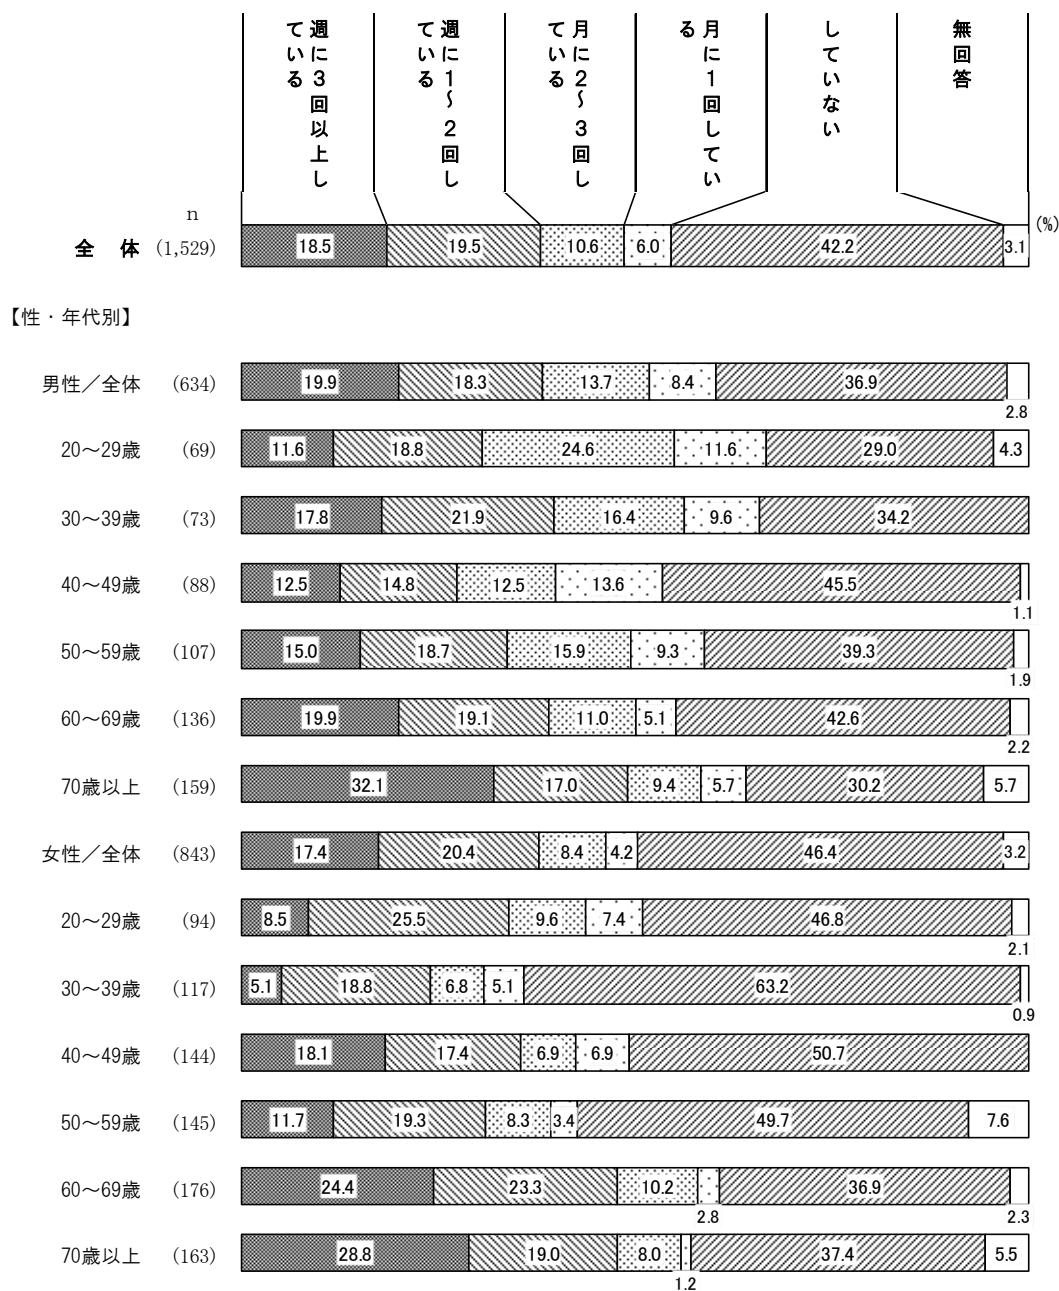 週に３回以上し
ている
週に１～２回し
ている
月に２～３回し
ている
月に１回してい
る
していない
無回答
n
(%)
全　体 (1,529) 18.5 19.5 10.6 6.0 42.2 3.1
【性・年代別】
男性／全体 (634) 19.9 18.3 13.7 8.4 36.9 2.8
20～29歳 (69) 11.6 18.8 24.6 11.6 29.0 4.3
30～39歳 (73) 17.8 21.9 16.4 9.6 34.2
40～49歳 (88) 12.5 14.8 12.5 13.6 45.5 1.1
50～59歳 (107) 15.0 18.7 15.9 9.3 39.3 1.9
60～69歳 (136) 19.9 19.1 11.0 5.1 42.6 2.2
70歳以上 (159) 32.1 17.0 9.4 5.7 30.2 5.7
女性／全体 (843) 17.4 20.4 8.4 4.2 46.4 3.2
20～29歳 (94) 8.5 25.5 9.6 7.4 46.8 2.1
30～39歳 (117) 5.1 18.8 6.8 5.1 63.2 0.9
40～49歳 (144) 18.1 17.4 6.9 6.9 50.7
50～59歳 (145) 11.7 19.3 8.3 3.4 49.7 7.6
60～69歳 (176) 24.4 23.3 10.2 2.8 36.9 2.3
70歳以上 (163) 28.8 19.0 8.0 1.2 37.4 5.5